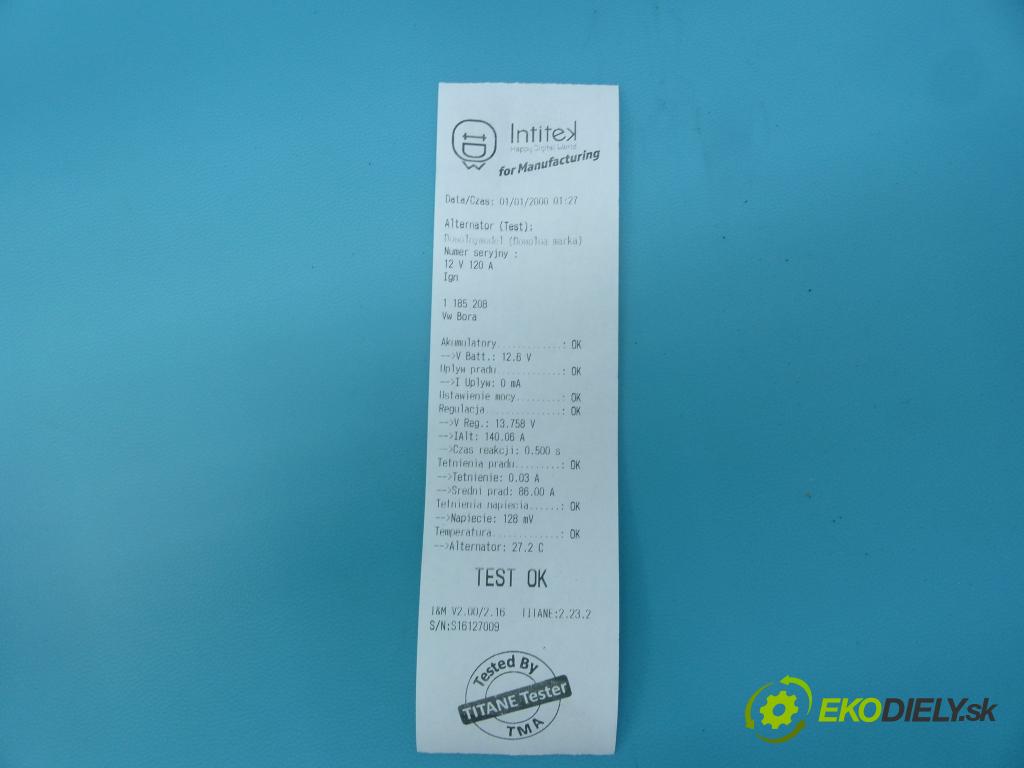 Intitek
Happy Digital World
for Manufacturing
Data/Czas: 01/01/2000 01:27
Alternator (Test):
Dowolnymodel (Dowolna marka)
Numer seryjny :
12 V 120 A
Ign
1 185 208
Vw Bora
Akumulatory............: OK
-->V Batt.: 12.6 V
Uplyw pradu............: OK
-->I Uplyw: 0 mA
Ustawienie mocy........: OK
Regulacja..............: OK
-->V Reg.: 13.758 V
-->IAlt: 140.06 A
-->Czas reakcji: 0.500 s
Tetnienia pradu........: OK
-->Tetnienie: 0.03 A
-->Sredni prad: 86.00 A
Tetnienia napiecia.....: OK
-->Napiecie: 128 mV
Temperatura............: OK
-->Alternator: 27.2 C
TEST OK
I&M V2.00/2.16 TITANE:2.23.2
S/N:S16127009
Tested By
TITANE Tester
TMA
EKODIELY.sk